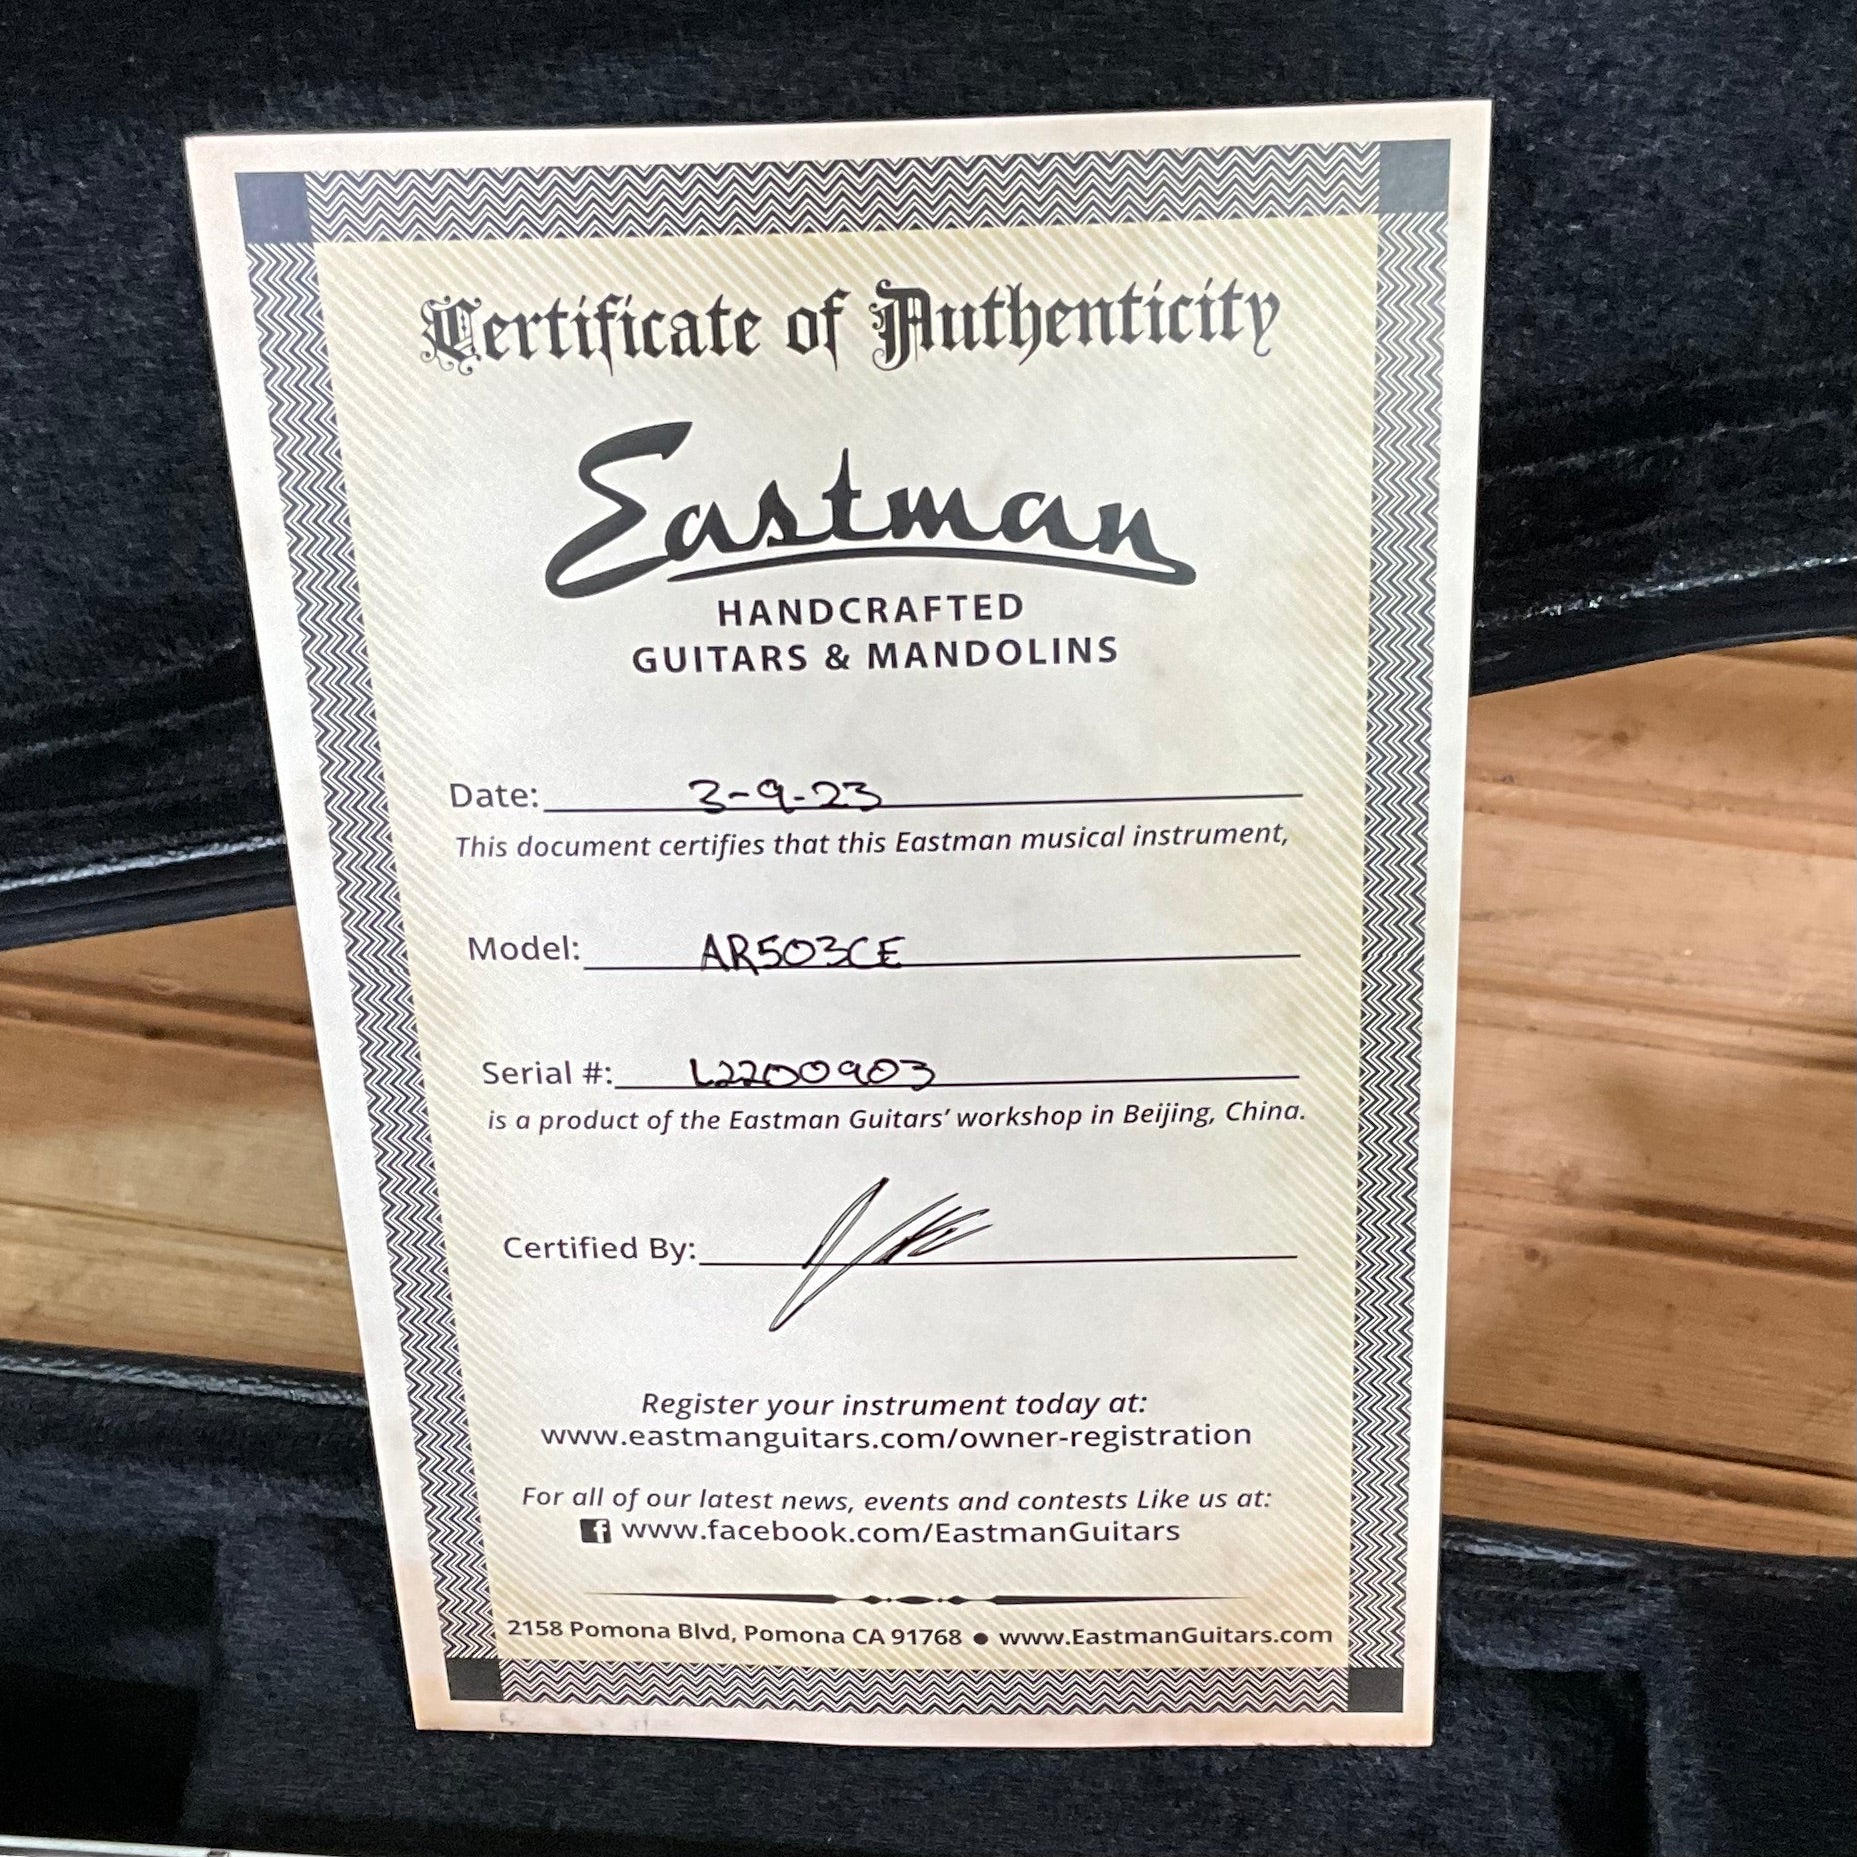 Certificate of Authenticity
Eastman
HANDCRAFTED
GUITARS & MANDOLINS
Date: 3-9-23
This document certifies that this Eastman musical instrument,
Model: AR503CE
Serial #: L2200903
is a product of the Eastman Guitars' workshop in Beijing, China.
Certified By:
Register your instrument today at:
www.eastmanguitars.com/owner-registration
For all of our latest news, events and contests Like us at:
f www.facebook.com/EastmanGuitars
2158 Pomona Blvd, Pomona CA 91768 ● www.EastmanGuitars.com